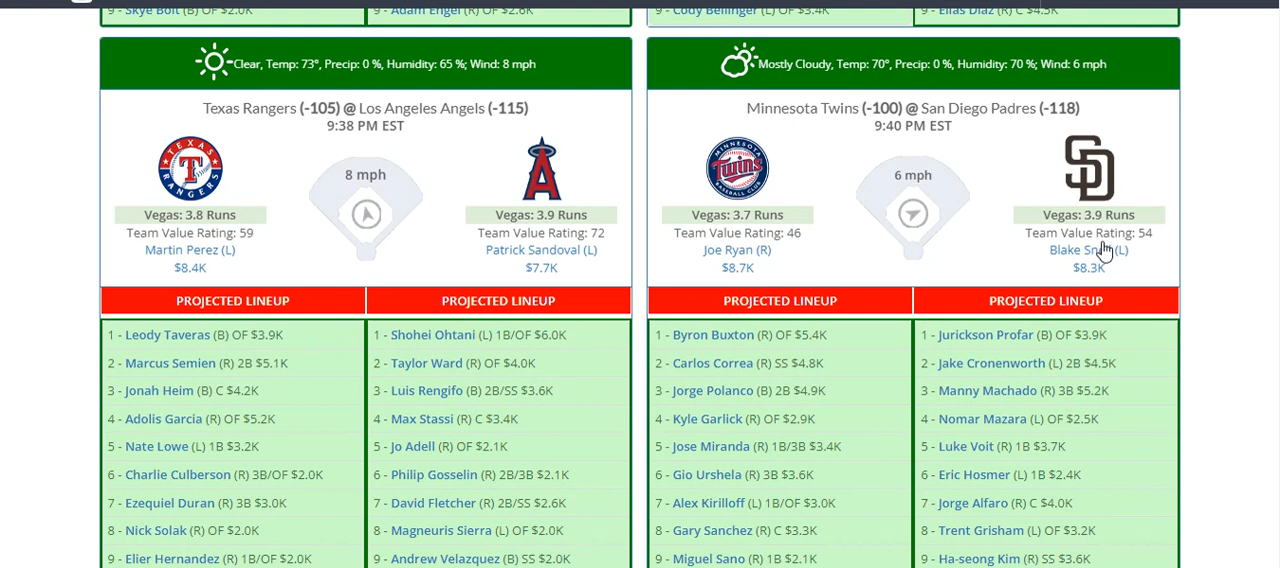 9 - Skye Bolt (B) OF $2.0K
9 - Adam Engel (R) OF $2.6K
9 - Cody Bellinger (L) OF $3.4K
9 - Elias Diaz (R) C $4.5K
Clear, Temp: 73°, Precip: 0 %, Humidity: 65 %; Wind: 8 mph
Texas Rangers (-105) @ Los Angeles Angels (-115)
9:38 PM EST
TEXAS RANGERS
T
A
8 mph
Vegas: 3.8 Runs
Team Value Rating: 59
Martin Perez (L)
$8.4K
Vegas: 3.9 Runs
Team Value Rating: 72
Patrick Sandoval (L)
$7.7K
PROJECTED LINEUP
1 - Leody Taveras (B) OF $3.9K
2 - Marcus Semien (R) 2B $5.1K
3 - Jonah Heim (B) C $4.2K
4 - Adolis Garcia (R) OF $5.2K
5 - Nate Lowe (L) 1B $3.2K
6 - Charlie Culberson (R) 3B/OF $2.0K
7 - Ezequiel Duran (R) 3B $3.0K
8 - Nick Solak (R) OF $2.0K
9 - Elier Hernandez (R) 1B/OF $2.0K
PROJECTED LINEUP
1 - Shohei Ohtani (L) 1B/OF $6.0K
2 - Taylor Ward (R) OF $4.0K
3 - Luis Rengifo (B) 2B/SS $3.6K
4 - Max Stassi (R) C $3.4K
5 - Jo Adell (R) OF $2.1K
6 - Philip Gosselin (R) 2B/3B $2.1K
7 - David Fletcher (R) 2B/SS $2.6K
8 - Magneuris Sierra (L) OF $2.0K
9 - Andrew Velazquez (B) SS $2.0K
Mostly Cloudy, Temp: 70°, Precip: 0 %, Humidity: 70 %; Wind: 6 mph
Minnesota Twins (-100) @ San Diego Padres (-118)
9:40 PM EST
MINNESOTA
Twins
BASEBALL CLUB
SD
6 mph
Vegas: 3.7 Runs
Team Value Rating: 46
Joe Ryan (R)
$8.7K
Vegas: 3.9 Runs
Team Value Rating: 54
Blake (L)
$8.3K
PROJECTED LINEUP
1 - Byron Buxton (R) OF $5.4K
2 - Carlos Correa (R) SS $4.8K
3 - Jorge Polanco (B) 2B $4.9K
4 - Kyle Garlick (R) OF $2.9K
5 - Jose Miranda (R) 1B/3B $3.4K
6 - Gio Urshela (R) 3B $3.6K
7 - Alex Kirilloff (L) 1B/OF $3.0K
8 - Gary Sanchez (R) C $3.3K
9 - Miguel Sano (R) 1B $2.1K
PROJECTED LINEUP
1 - Jurickson Profar (B) OF $3.9K
2 - Jake Cronenworth (L) 2B $4.5K
3 - Manny Machado (R) 3B $5.2K
4 - Nomar Mazara (L) OF $2.5K
5 - Luke Voit (R) 1B $3.7K
6 - Eric Hosmer (L) 1B $2.4K
7 - Jorge Alfaro (R) C $4.0K
8 - Trent Grisham (L) OF $3.2K
9 - Ha-seong Kim (R) SS $3.6K